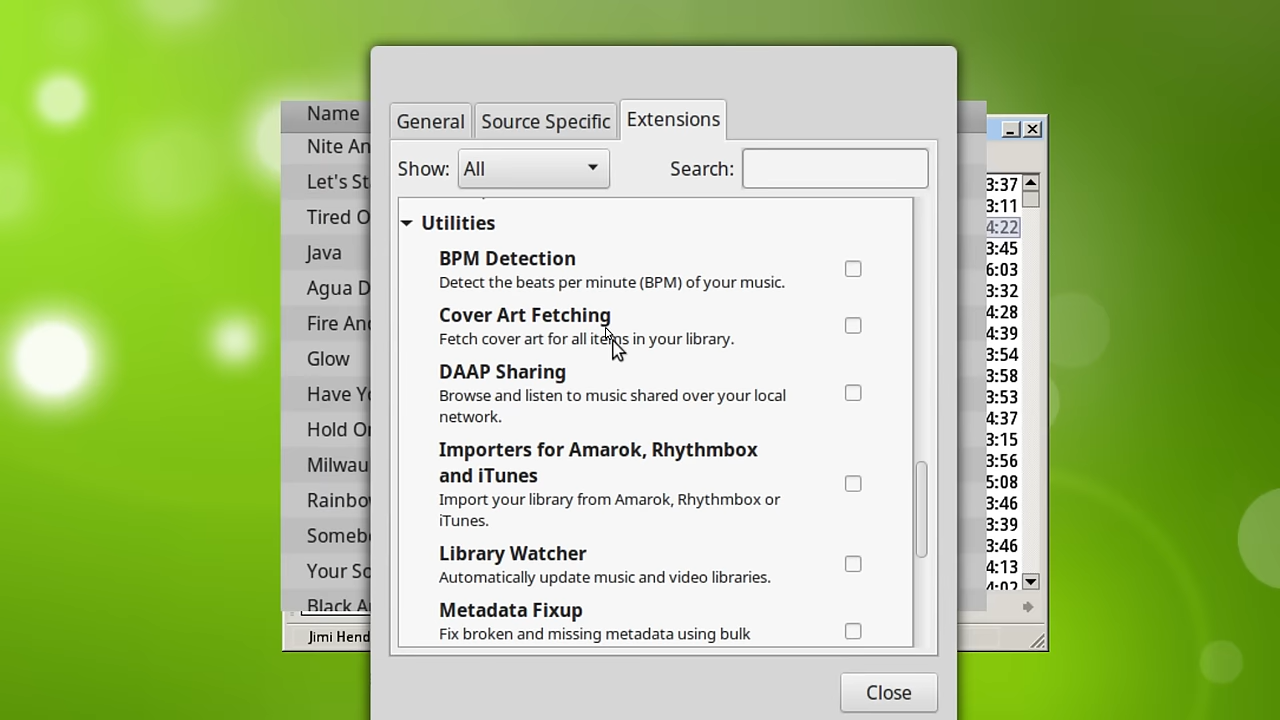 Name
Nite An
Let's St
Tired O
Java
Agua D
Fire An
Glow
Have Yo
Hold On
Milwau
Rainbow
Somebo
Your So
Black A
Jimi Hend
General
Source Specific
Extensions
Show:
All
Search:
Utilities
BPM Detection
Detect the beats per minute (BPM) of your music.
Cover Art Fetching
Fetch cover art for all items in your library.
DAAP Sharing
Browse and listen to music shared over your local
network.
Importers for Amarok, Rhythmbox
and iTunes
Import your library from Amarok, Rhythmbox or
iTunes.
Library Watcher
Automatically update music and video libraries.
Metadata Fixup
Fix broken and missing metadata using bulk
Close
3:37
3:11
4:22
3:45
6:03
3:32
4:28
4:39
3:54
3:58
3:53
4:37
3:15
3:56
5:08
3:46
3:39
3:46
4:13
4:02